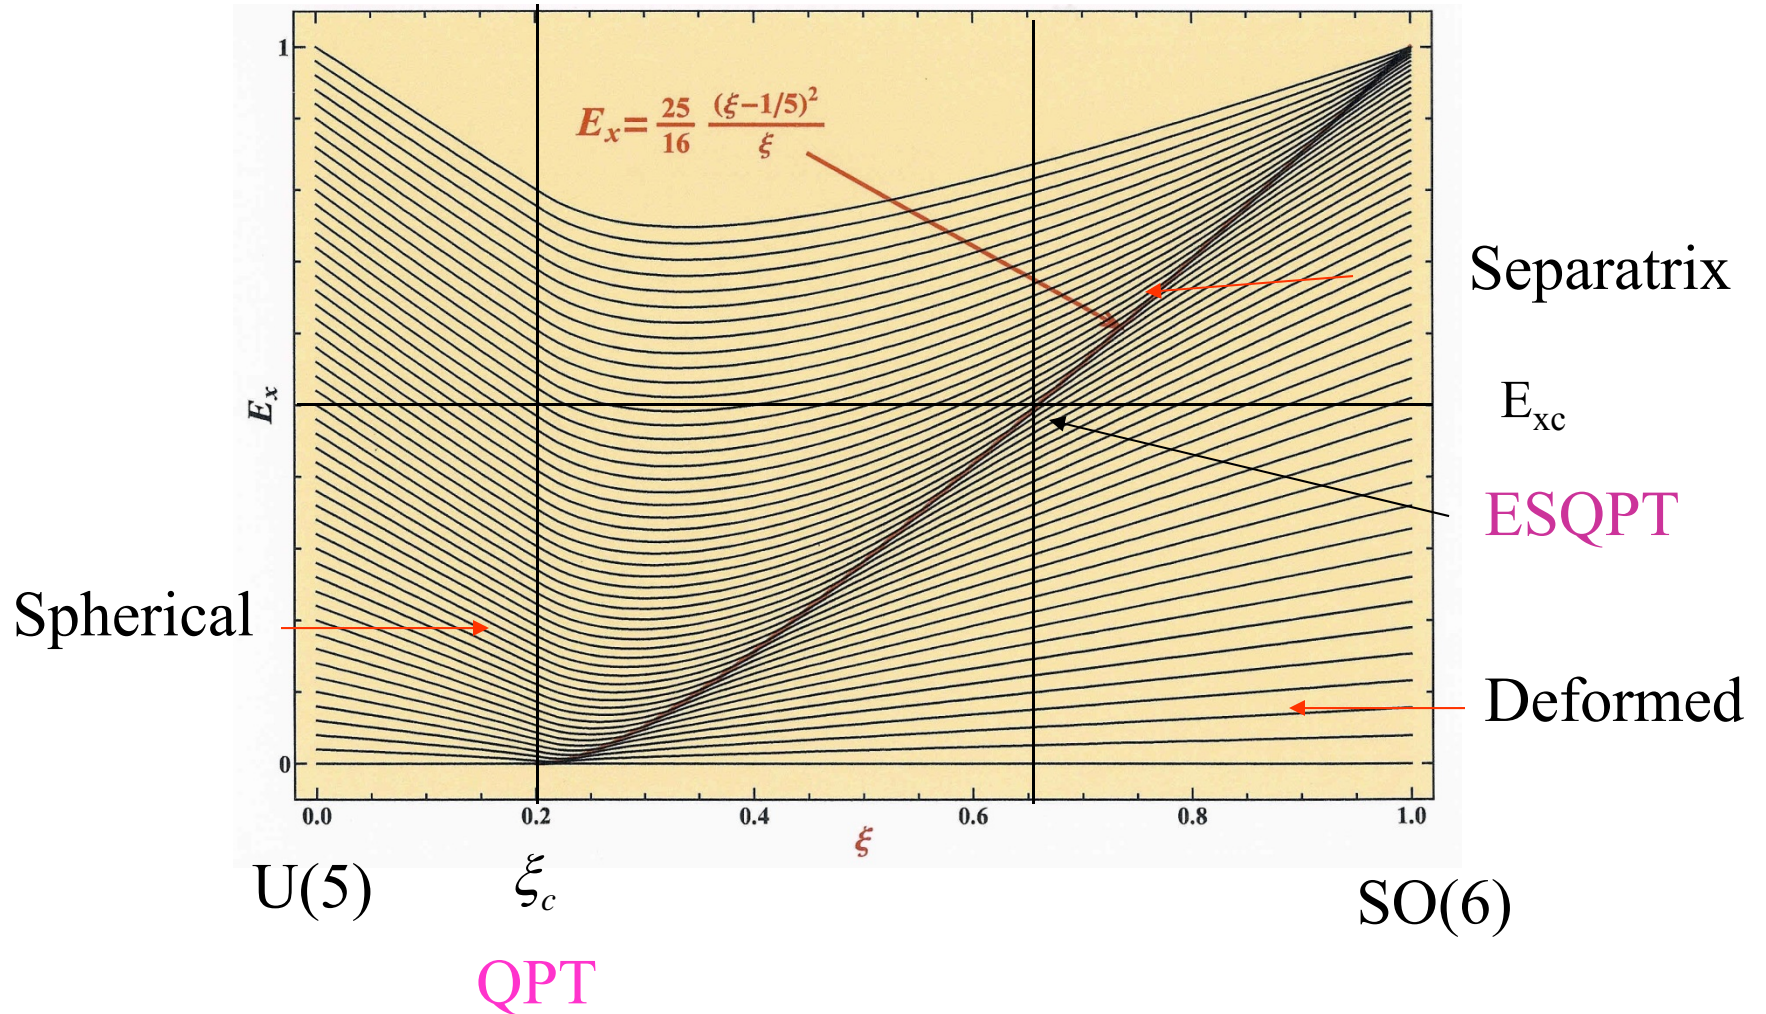 1
E_x = 25/16 (ξ−1/5)²/ξ
Separatrix
E_x
E_xc
ESQPT
Spherical
Deformed
0
0.0 0.2 0.4 0.6 0.8 1.0
ξ
U(5) ξ_c SO(6)
QPT